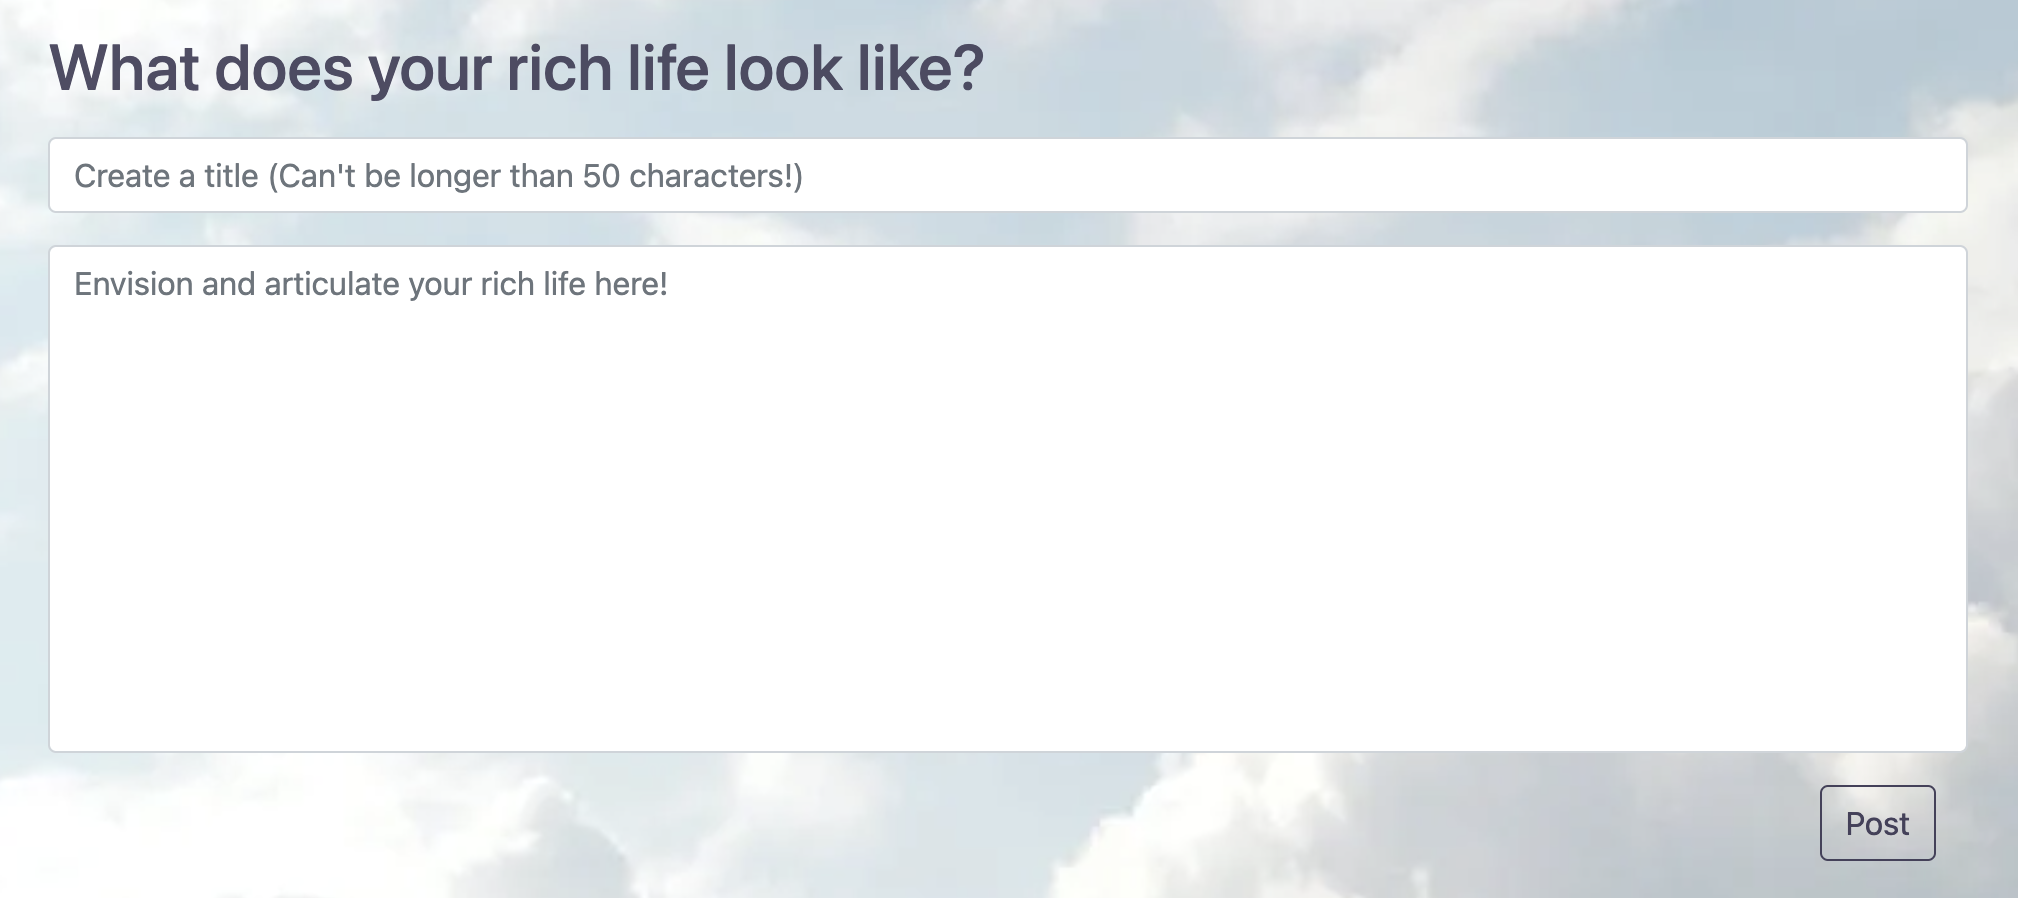 What does your rich life look like?
Create a title (Can't be longer than 50 characters!)
Envision and articulate your rich life here!
Post